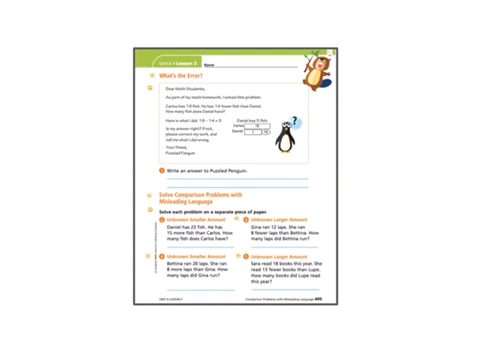 Unit 6 • Lesson 5
Name
What's the Error?
Dear Math Students,
As part of my math homework, I solved this problem:
Carlos has 19 fish. He has 14 fewer fish than Daniel.
How many fish does Daniel have?
Here is what I did: 19 – 14 = 5
Daniel has 5 fish.
Carlos
19
Daniel
5
14
Is my answer right? If not,
please correct my work, and
tell me what I did wrong.
Your friend,
Puzzled Penguin
?
Write an answer to Puzzled Penguin.
Solve Comparison Problems with
Misleading Language
Solve each problem on a separate piece of paper.
Unknown Smaller Amount
Daniel has 23 fish. He has
15 more fish than Carlos. How
many fish does Carlos have?
Unknown Larger Amount
Gina ran 12 laps. She ran
8 fewer laps than Bettina. How
many laps did Bettina run?
Unknown Smaller Amount
Bettina ran 20 laps. She ran
8 more laps than Gina. How
many laps did Gina run?
Unknown Larger Amount
Sara read 18 books this year. She
read 13 fewer books than Lupe.
How many books did Lupe read
this year?
UNIT 6 LESSON 5
Comparison Problems with Misleading Language